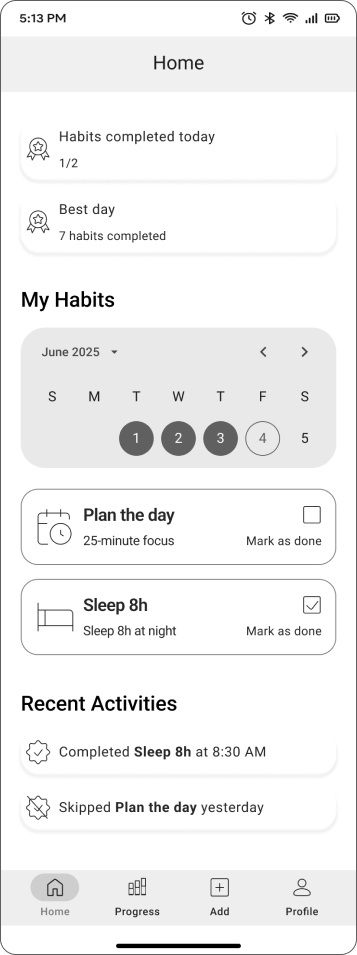 5:13 PM
Home
Habits completed today
1/2
Best day
7 habits completed
My Habits
June 2025
S M T W T F S
1 2 3 4 5
Plan the day
25-minute focus
Mark as done
Sleep 8h
Sleep 8h at night
Mark as done
Recent Activities
Completed Sleep 8h at 8:30 AM
Skipped Plan the day yesterday
Home Progress Add Profile